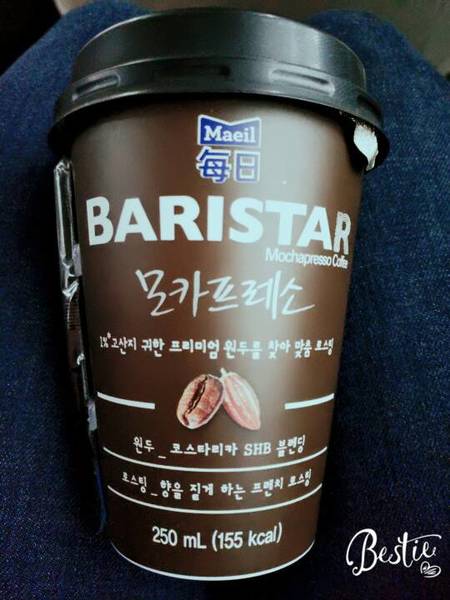 Maeil
每日
BARISTAR
Mochapresso Coffee
모카프레소
1% 고산지 귀한 프리미엄 원두를 찾아 맞춤 로스팅
원두_코스타리카 SHB 블렌딩
로스팅_향을 짙게 하는 프렌치 로스팅
250 mL (155 kcal)
Bestie